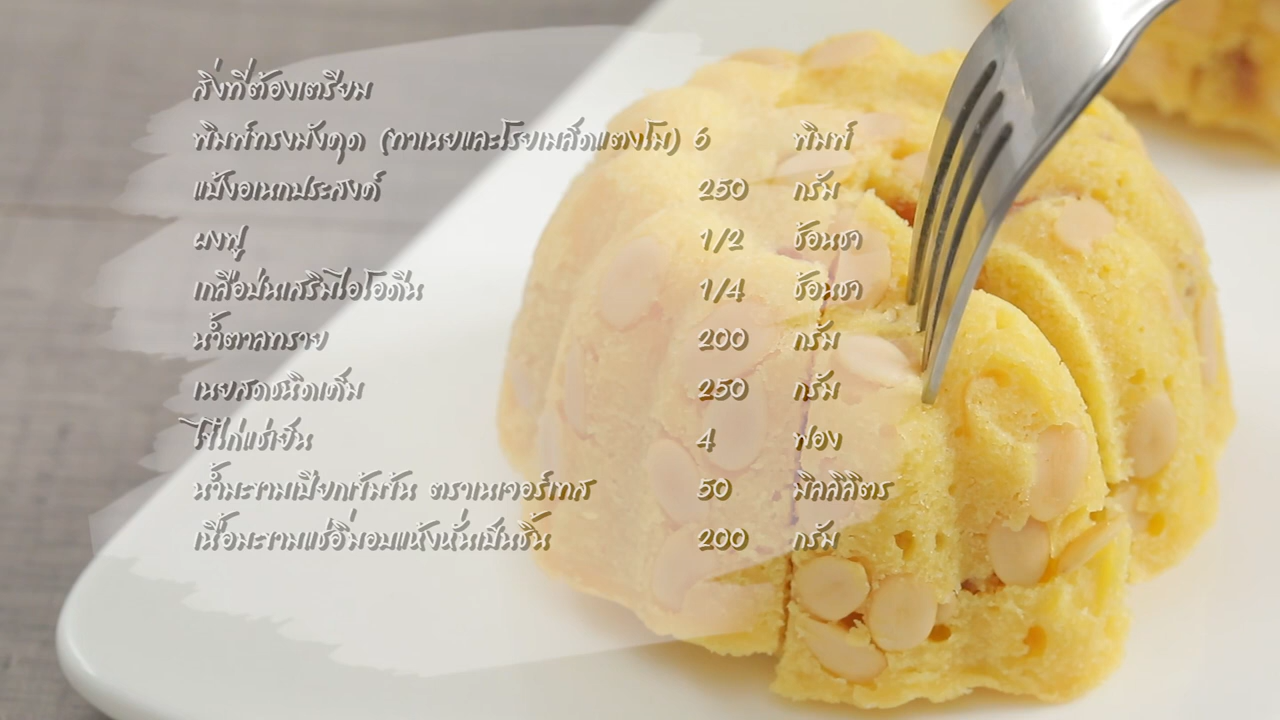 สิ่งที่ต้องเตรียม
พิมพ์ทรงมังคุด (ทาเนยและโรยเมล็ดแตงโม) 6 พิมพ์
แป้งอเนกประสงค์ 250 กรัม
ผงฟู 1/2 ช้อนชา
เกลือป่นเสริมไอโอดีน 1/4 ช้อนชา
น้ำตาลทราย 200 กรัม
เนยสดชนิดเค็ม 250 กรัม
ไข่ไก่แช่เย็น 4 ฟอง
น้ำมะขามเปียกเข้มข้น ตราเนเจอร์เทส 50 มิลลิลิตร
เนื้อมะขามแช่อิ่มอบแห้งหั่นเป็นชิ้น 200 กรัม